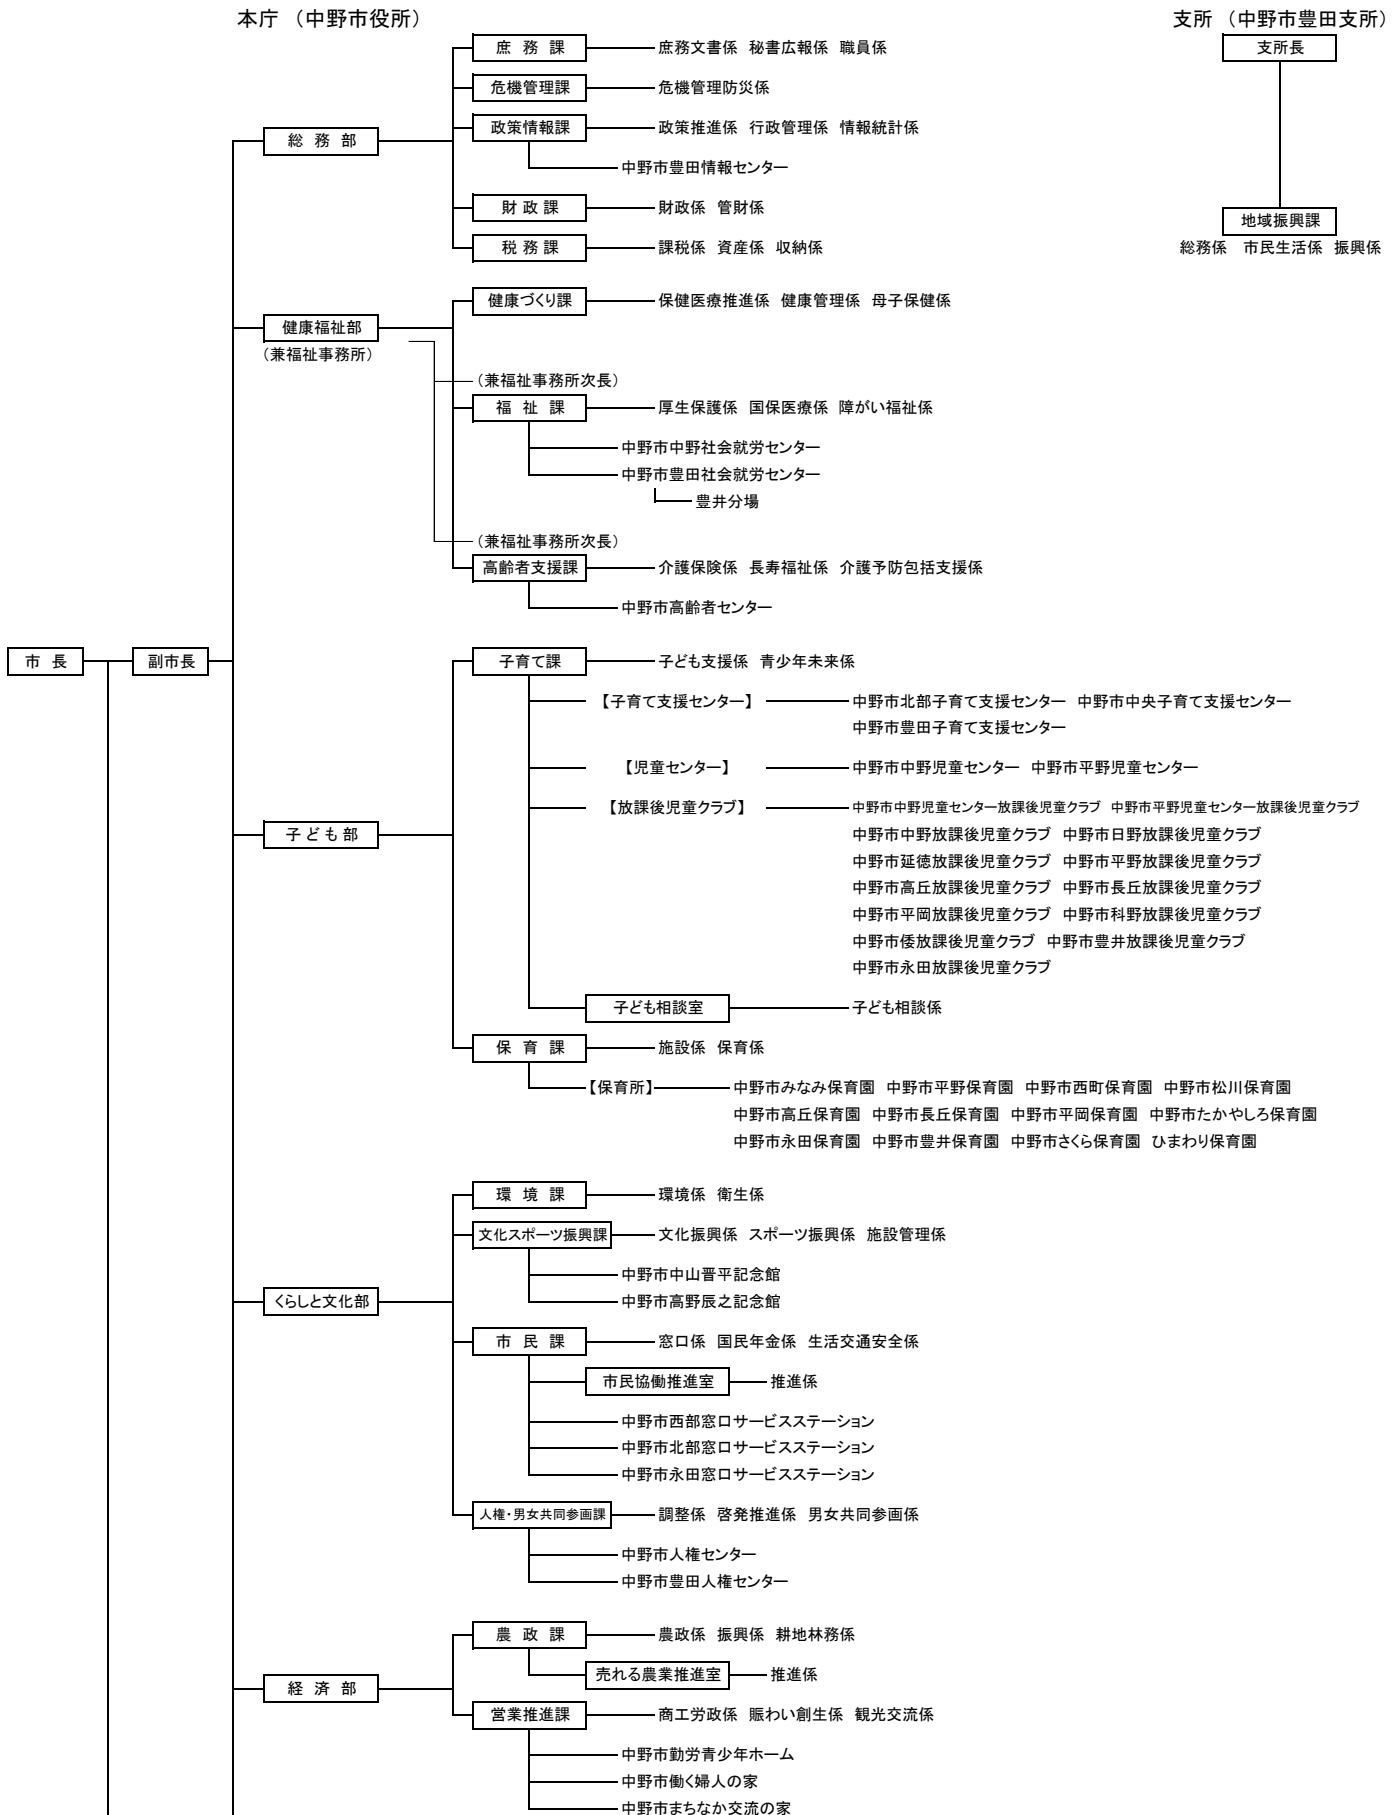 本庁 （中野市役所）
支所 （中野市豊田支所）
庶 務 課 庶務文書係 秘書広報係 職員係
支所長
危機管理課 危機管理防災係
政策情報課 政策推進係 行政管理係 情報統計係
総 務 部
中野市豊田情報センター
財 政 課 財政係 管財係
地域振興課
税 務 課 課税係 資産係 収納係
総務係 市民生活係 振興係
健康づくり課 保健医療推進係 健康管理係 母子保健係
健康福祉部
（兼福祉事務所）
（兼福祉事務所次長）
福 祉 課 厚生保護係 国保医療係 障がい福祉係
中野市中野社会就労センター
中野市豊田社会就労センター
豊井分場
（兼福祉事務所次長）
高齢者支援課 介護保険係 長寿福祉係 介護予防包括支援係
中野市高齢者センター
市 長 副市長 子育て課 子ども支援係 青少年未来係
【子育て支援センター】 中野市北部子育て支援センター 中野市中央子育て支援センター
中野市豊田子育て支援センター
【児童センター】 中野市中野児童センター 中野市平野児童センター
【放課後児童クラブ】 中野市中野児童センター放課後児童クラブ 中野市平野児童センター放課後児童クラブ
子 ど も 部 中野市中野放課後児童クラブ 中野市日野放課後児童クラブ
中野市延徳放課後児童クラブ 中野市平野放課後児童クラブ
中野市高丘放課後児童クラブ 中野市長丘放課後児童クラブ
中野市平岡放課後児童クラブ 中野市科野放課後児童クラブ
中野市倭放課後児童クラブ 中野市豊井放課後児童クラブ
中野市永田放課後児童クラブ
子ども相談室 子ども相談係
保 育 課 施設係 保育係
【保育所】 中野市みなみ保育園 中野市平野保育園 中野市西町保育園 中野市松川保育園
中野市高丘保育園 中野市長丘保育園 中野市平岡保育園 中野市たかやしろ保育園
中野市永田保育園 中野市豊井保育園 中野市さくら保育園 ひまわり保育園
環 境 課 環境係 衛生係
文化スポーツ振興課 文化振興係 スポーツ振興係 施設管理係
中野市中山晋平記念館
くらしと文化部 中野市高野辰之記念館
市 民 課 窓口係 国民年金係 生活交通安全係
市民協働推進室 推進係
中野市西部窓口サービスステーション
中野市北部窓口サービスステーション
中野市永田窓口サービスステーション
人権・男女共同参画課 調整係 啓発推進係 男女共同参画係
中野市人権センター
中野市豊田人権センター
農 政 課 農政係 振興係 耕地林務係
売れる農業推進室 推進係
経 済 部
営業推進課 商工労政係 賑わい創生係 観光交流係
中野市勤労青少年ホーム
中野市働く婦人の家
中野市まちなか交流の家